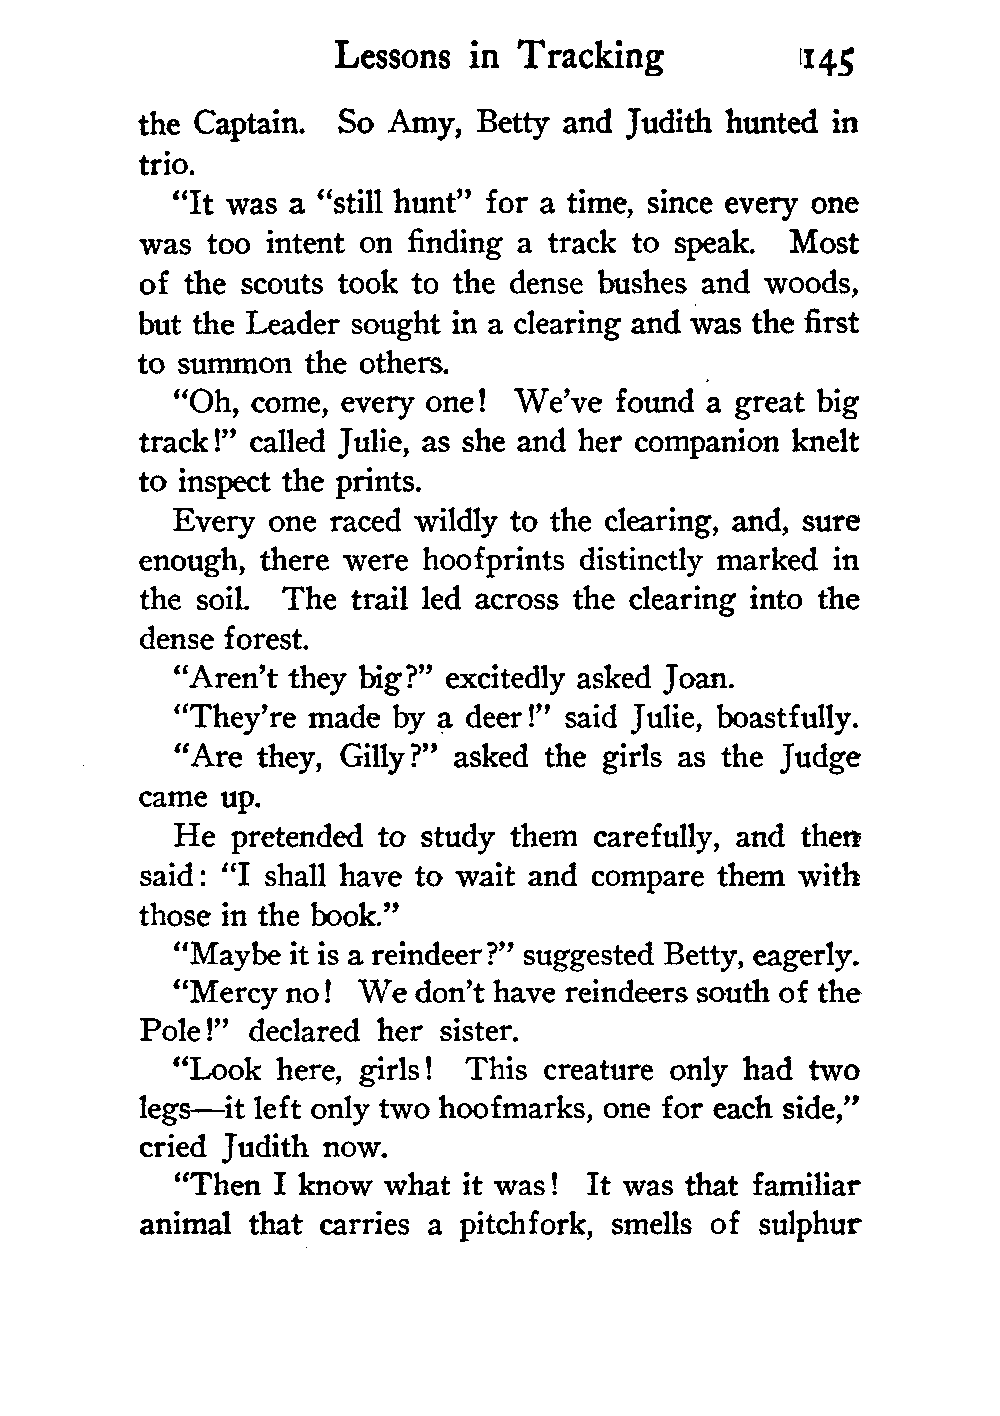 Lessons in Tracking 145
the Captain. So Amy, Betty and Judith hunted in
trio.
“It was a “still hunt” for a time, since every one
was too intent on finding a track to speak. Most
of the scouts took to the dense bushes and woods,
but the Leader sought in a clearing and was the first
to summon the others.
“Oh, come, every one! We’ve found a great big
track!” called Julie, as she and her companion knelt
to inspect the prints.
Every one raced wildly to the clearing, and, sure
enough, there were hoofprints distinctly marked in
the soil. The trail led across the clearing into the
dense forest.
“Aren’t they big?” excitedly asked Joan.
“They’re made by a deer!” said Julie, boastfully.
“Are they, Gilly?” asked the girls as the Judge
came up.
He pretended to study them carefully, and then
said: “I shall have to wait and compare them with
those in the book.”
“Maybe it is a reindeer?” suggested Betty, eagerly.
“Mercy no! We don’t have reindeers south of the
Pole!” declared her sister.
“Look here, girls! This creature only had two
legs—it left only two hoofmarks, one for each side,”
cried Judith now.
“Then I know what it was! It was that familiar
animal that carries a pitchfork, smells of sulphur